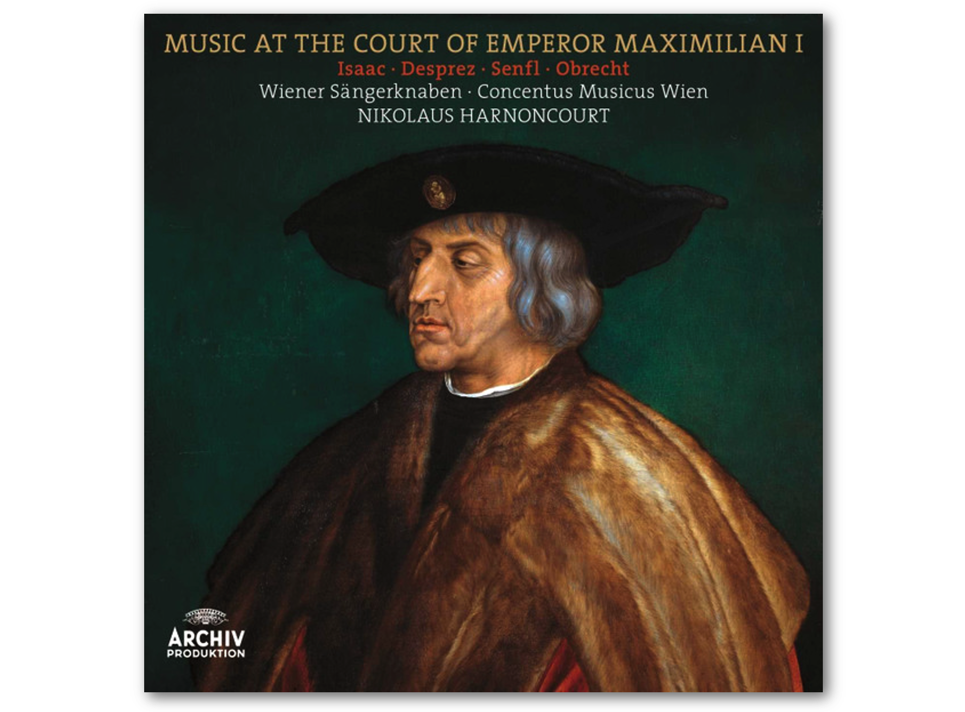 MUSIC AT THE COURT OF EMPEROR MAXIMILIAN I
Isaac · Desprez · Senfl · Obrecht
Wiener Sängerknaben · Concentus Musicus Wien
NIKOLAUS HARNONCOURT
ARCHIV
PRODUKTION